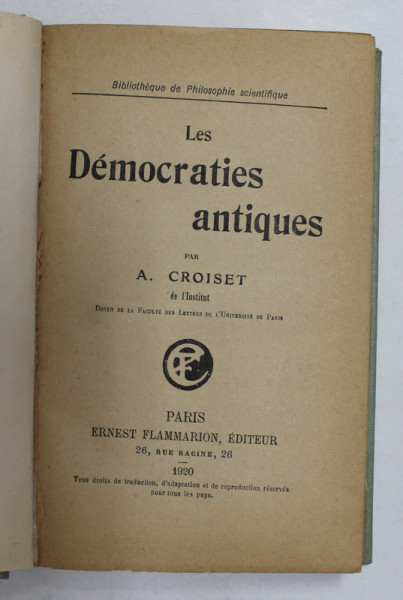 Bibliothèque de Philosophie scientifique
Les
Démocraties
antiques
PAR
A. CROISET
de l'Institut
DOYEN DE LA FACULTÉ DES LETTRES DE L'UNIVERSITÉ DE PARIS
EF
PARIS
ERNEST FLAMMARION, ÉDITEUR
26, RUE RACINE, 26
1920
Tous droits de traduction, d'adaptation et de reproduction réservés
pour tous les pays.